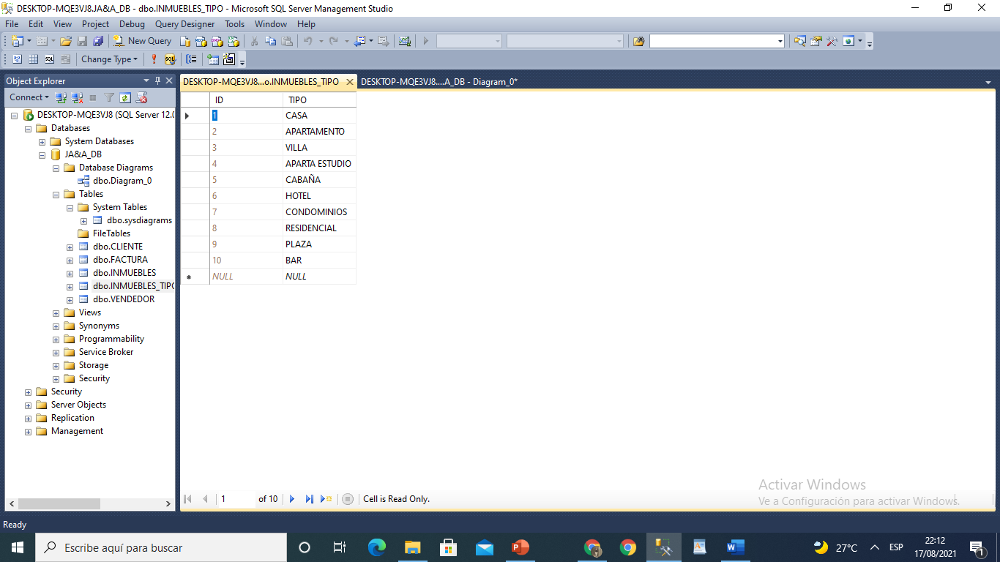 DESKTOP-MQE3VJ8.JA&A_DB - dbo.INMUEBLES_TIPO - Microsoft SQL Server Management Studio
File Edit View Project Debug Query Designer Tools Window Help
New Query
Change Type
Object Explorer
DESKTOP-MQE3VJ8...o.INMUEBLES_TIPO
DESKTOP-MQE3VJ8....A_DB - Diagram_0*
Connect
DESKTOP-MQE3VJ8 (SQL Server 12.0
Databases
System Databases
JA&A_DB
Database Diagrams
dbo.Diagram_0
Tables
System Tables
dbo.sysdiagrams
FileTables
dbo.CLIENTE
dbo.FACTURA
dbo.INMUEBLES
dbo.INMUEBLES_TIPO
dbo.VENDEDOR
Views
Synonyms
Programmability
Service Broker
Storage
Security
Security
Server Objects
Replication
Management
ID TIPO
1 CASA
2 APARTAMENTO
3 VILLA
4 APARTA ESTUDIO
5 CABAÑA
6 HOTEL
7 CONDOMINIOS
8 RESIDENCIAL
9 PLAZA
10 BAR
NULL NULL
1 of 10 Cell is Read Only.
Activar Windows
Ve a Configuración para activar Windows.
Ready
Escribe aquí para buscar
27°C ESP 22:12
17/08/2021
1